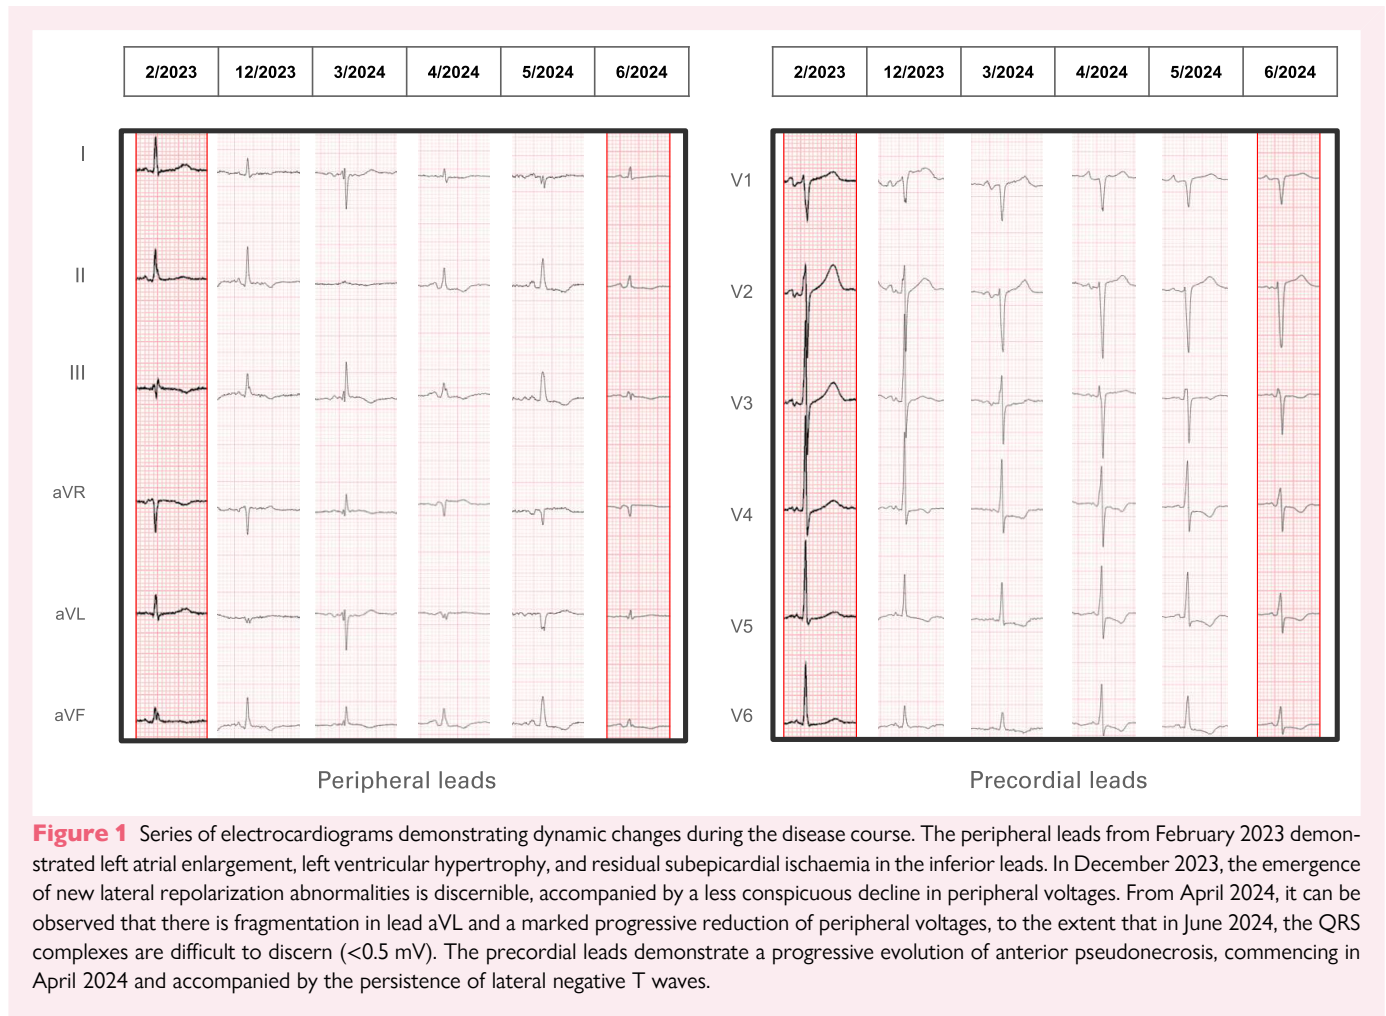 2/2023 12/2023 3/2024 4/2024 5/2024 6/2024
I
II
III
aVR
aVL
aVF
Peripheral leads
2/2023 12/2023 3/2024 4/2024 5/2024 6/2024
V1
V2
V3
V4
V5
V6
Precordial leads
Figure 1 Series of electrocardiograms demonstrating dynamic changes during the disease course. The peripheral leads from February 2023 demon-
strated left atrial enlargement, left ventricular hypertrophy, and residual subepicardial ischaemia in the inferior leads. In December 2023, the emergence
of new lateral repolarization abnormalities is discernible, accompanied by a less conspicuous decline in peripheral voltages. From April 2024, it can be
observed that there is fragmentation in lead aVL and a marked progressive reduction of peripheral voltages, to the extent that in June 2024, the QRS
complexes are difficult to discern (<0.5 mV). The precordial leads demonstrate a progressive evolution of anterior pseudonecrosis, commencing in
April 2024 and accompanied by the persistence of lateral negative T waves.